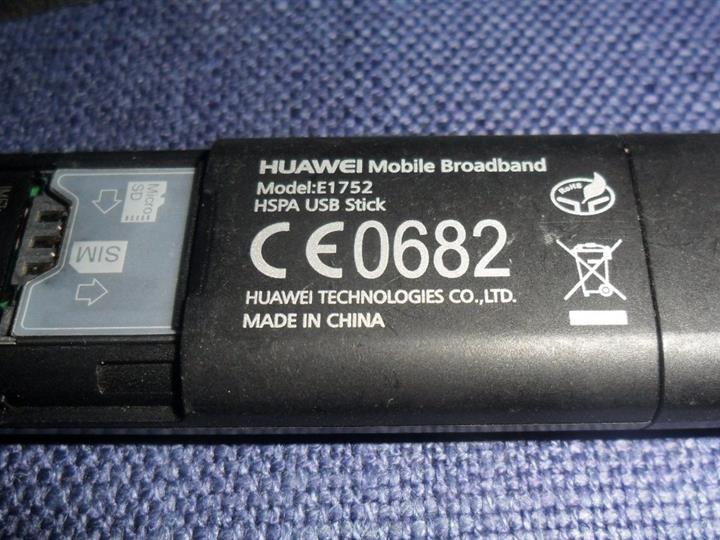 HUAWEI Mobile Broadband
Model:E1752
HSPA USB Stick
CE0682
HUAWEI TECHNOLOGIES CO.,LTD.
MADE IN CHINA
RoHS
Micro
SD
SIM